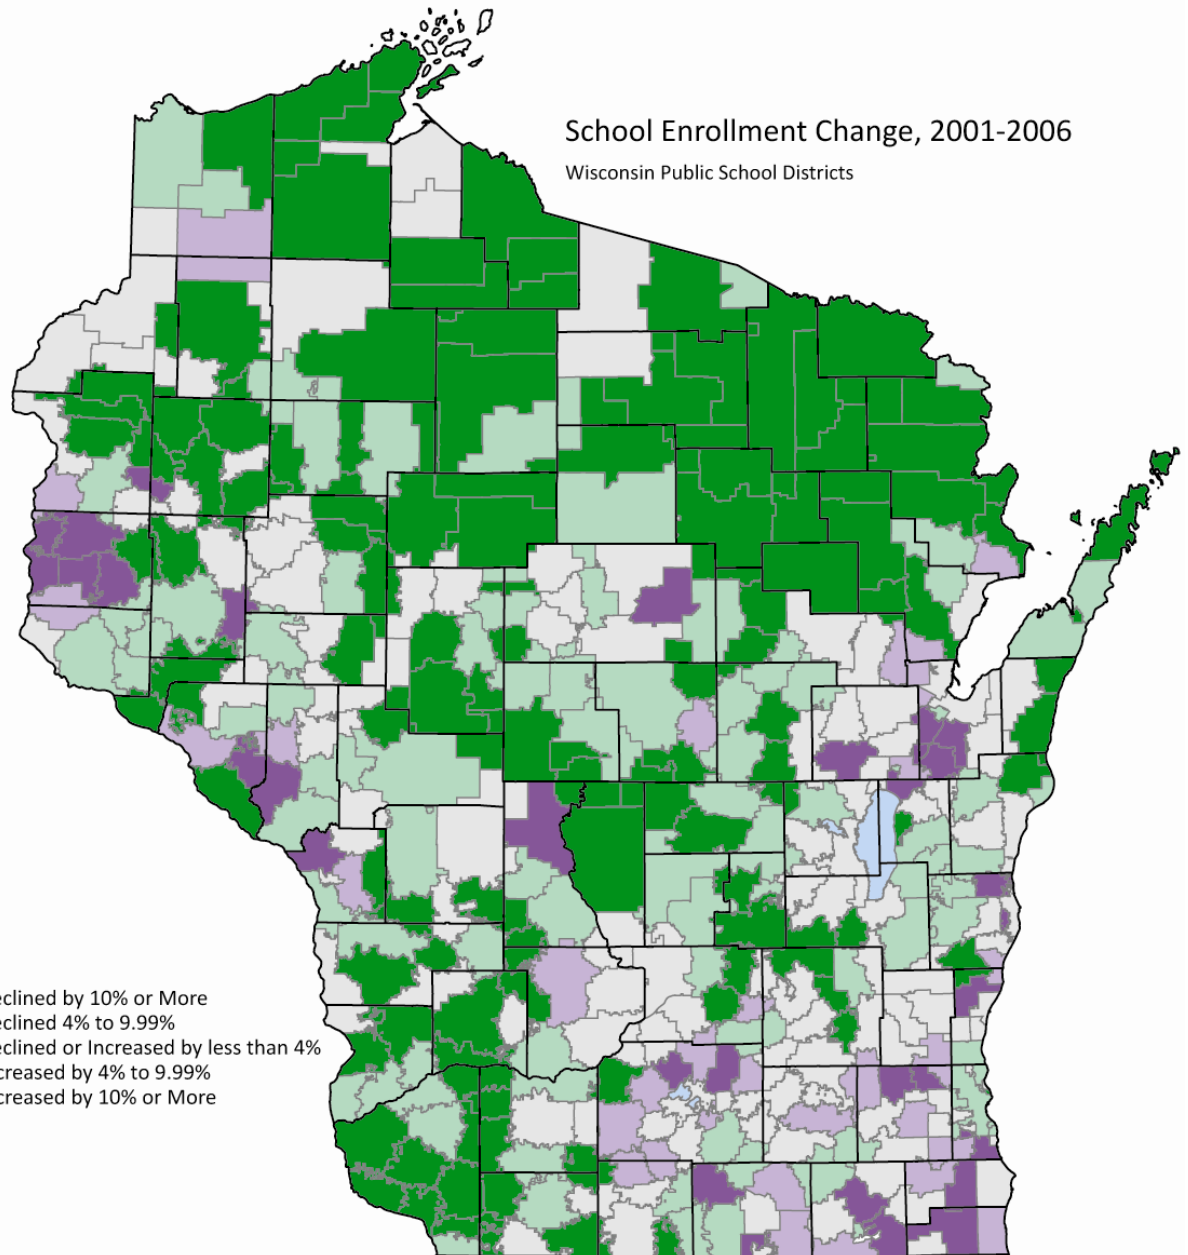 School Enrollment Change, 2001-2006
Wisconsin Public School Districts
eclined by 10% or More
eclined 4% to 9.99%
eclined or Increased by less than 4%
creased by 4% to 9.99%
creased by 10% or More